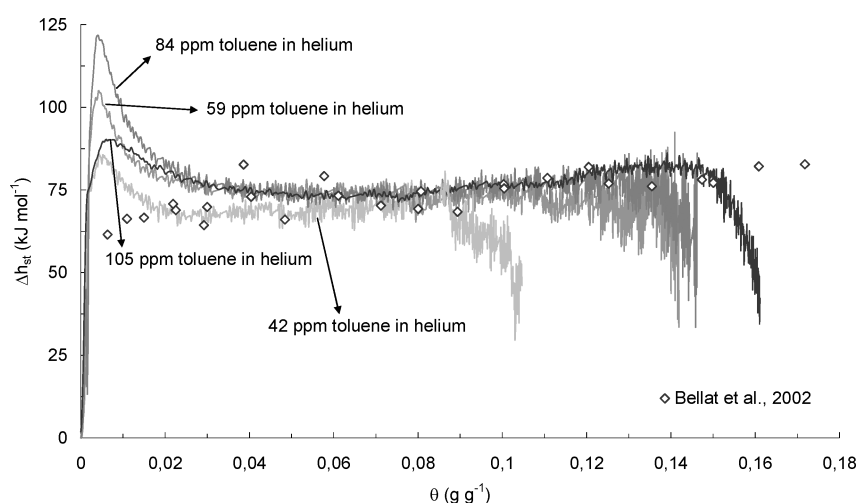 125
84 ppm toluene in helium
100
59 ppm toluene in helium
Δhst (kJ mol-1)
75
50
105 ppm toluene in helium
42 ppm toluene in helium
25
Bellat et al., 2002
0
0 0,02 0,04 0,06 0,08 0,1 0,12 0,14 0,16 0,18
θ (g g-1)